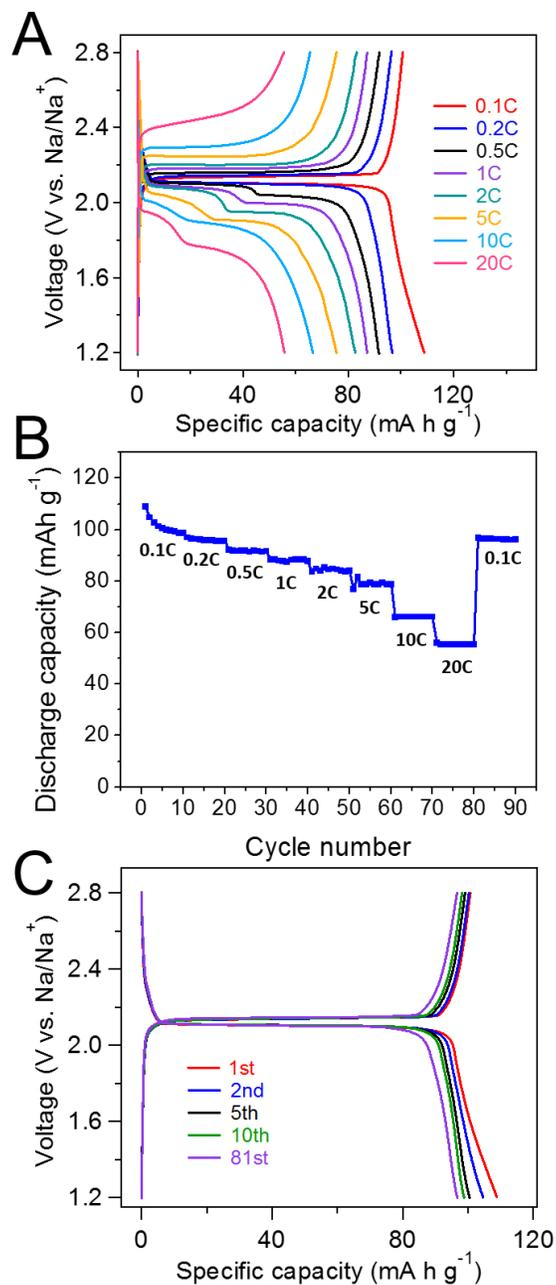 A
2.8
2.4
2.0
1.6
1.2
Voltage (V vs. Na/Na⁺)
0.1C
0.2C
0.5C
1C
2C
5C
10C
20C
0 40 80 120
Specific capacity (mA h g⁻¹)
B
120
100
80
60
40
20
0
Discharge capacity (mAh g⁻¹)
0.1C
0.2C
0.5C
1C
2C
5C
10C
20C
0.1C
0 10 20 30 40 50 60 70 80 90
Cycle number
C
2.8
2.4
2.0
1.6
1.2
Voltage (V vs. Na/Na⁺)
1st
2nd
5th
10th
81st
0 40 80 120
Specific capacity (mA h g⁻¹)